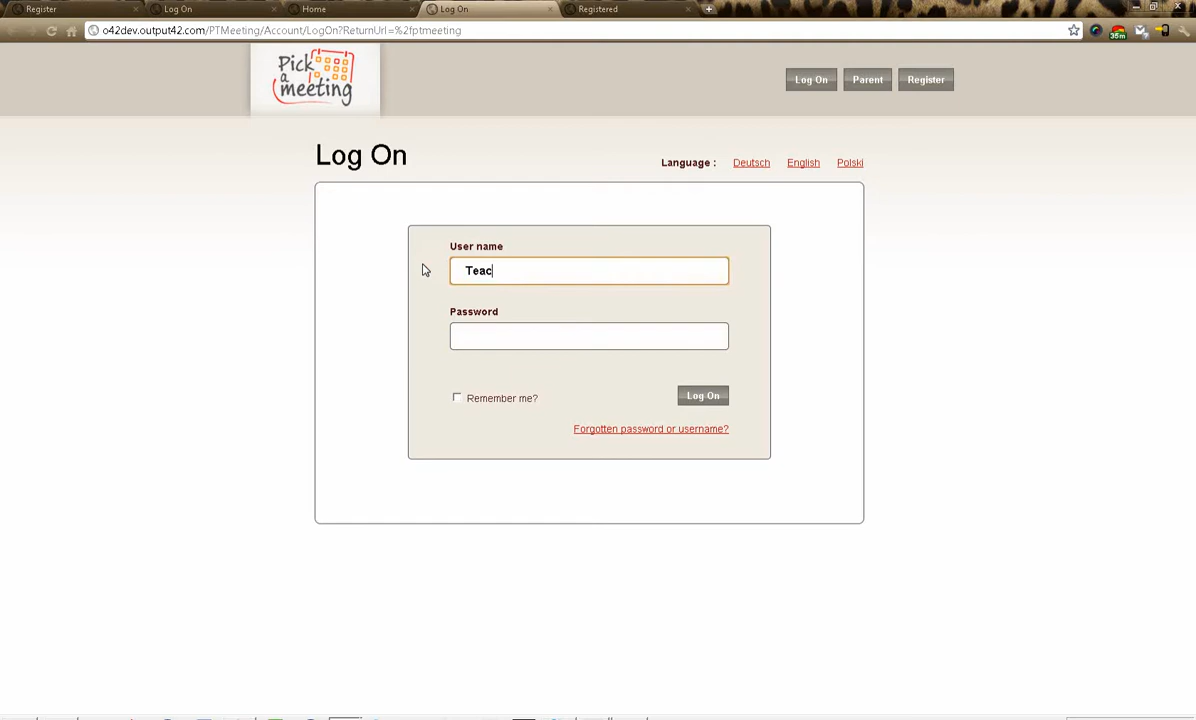 Register
Log On
Home
Log On
Registered
o42dev.output42.com/PTMeeting/Account/LogOn?ReturnUrl=%2fptmeeting
35m
Pick
a
meeting
Log On
Parent
Register
Log On
Language :
Deutsch
English
Polski
User name
Teac
Password
Remember me?
Log On
Forgotten password or username?